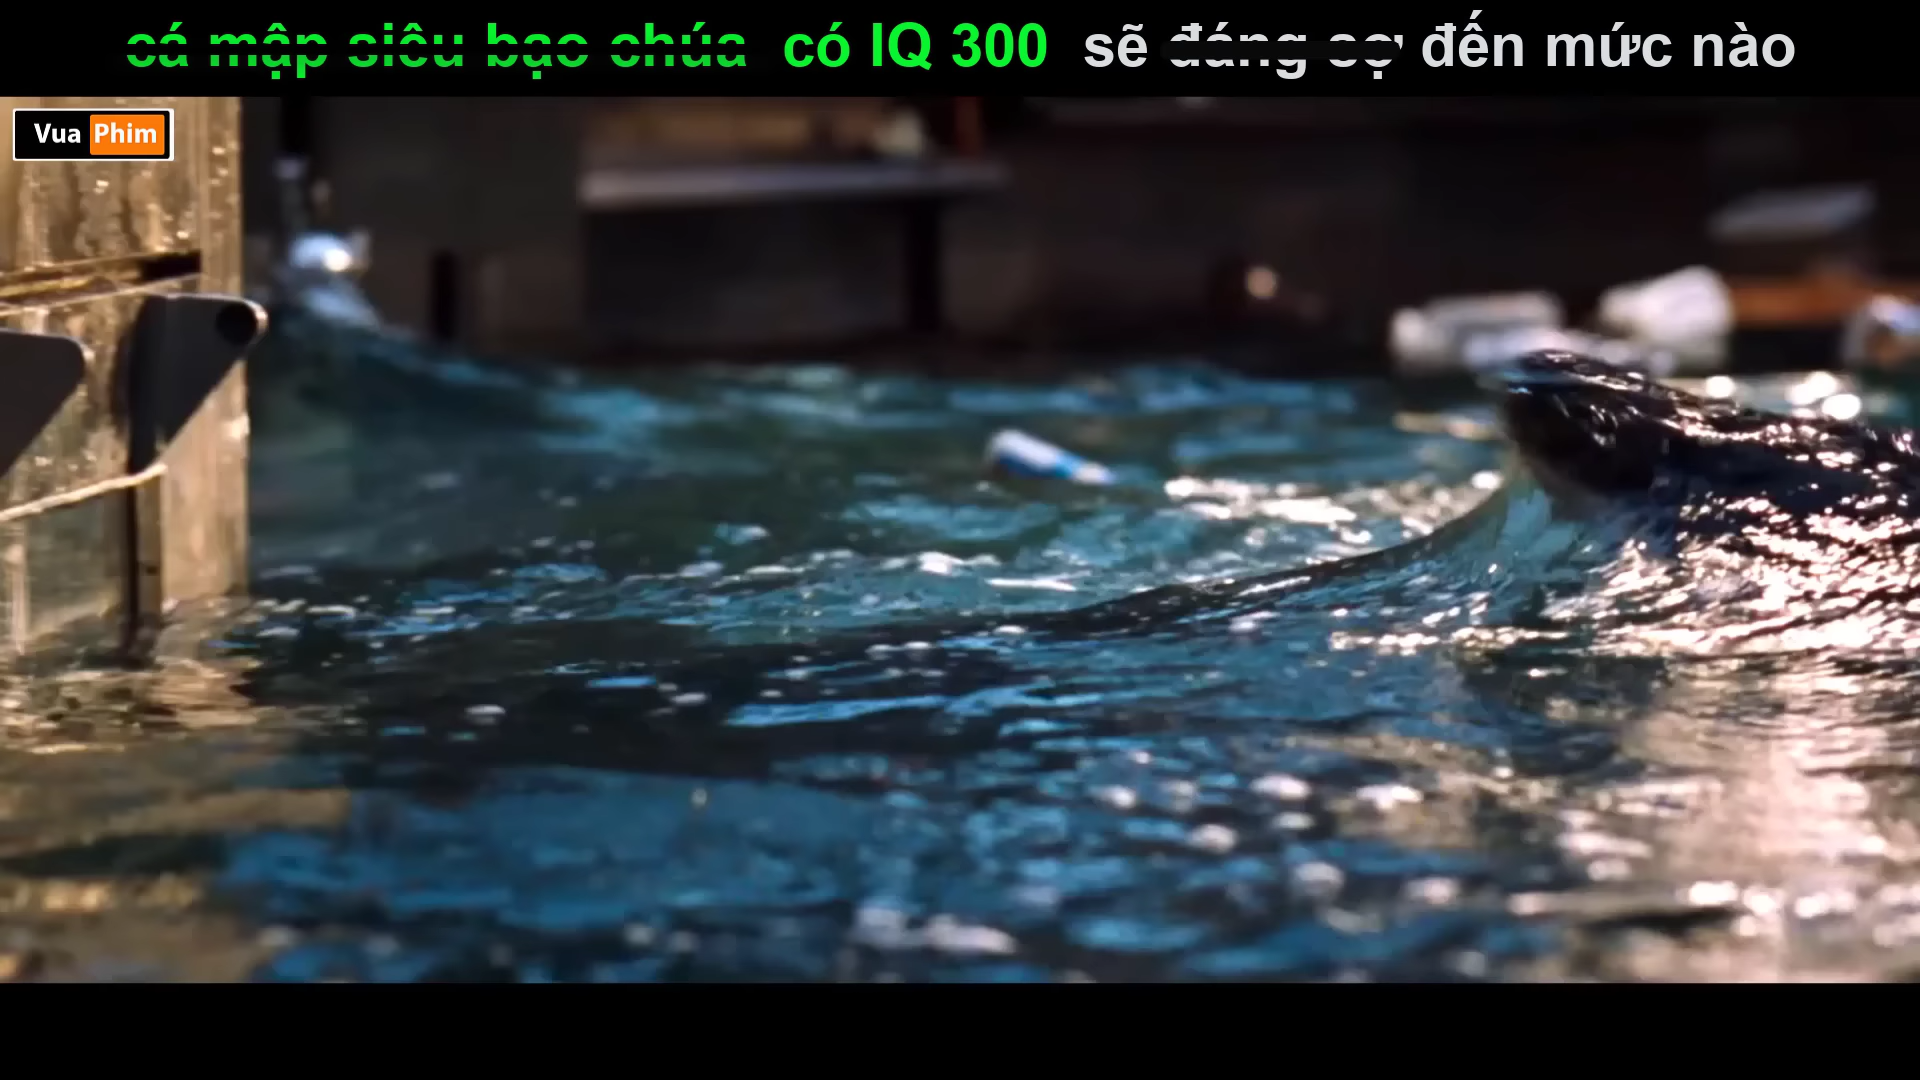 cá mập siêu bạo chúa có IQ 300 sẽ đáng sợ đến mức nào
Vua Phim